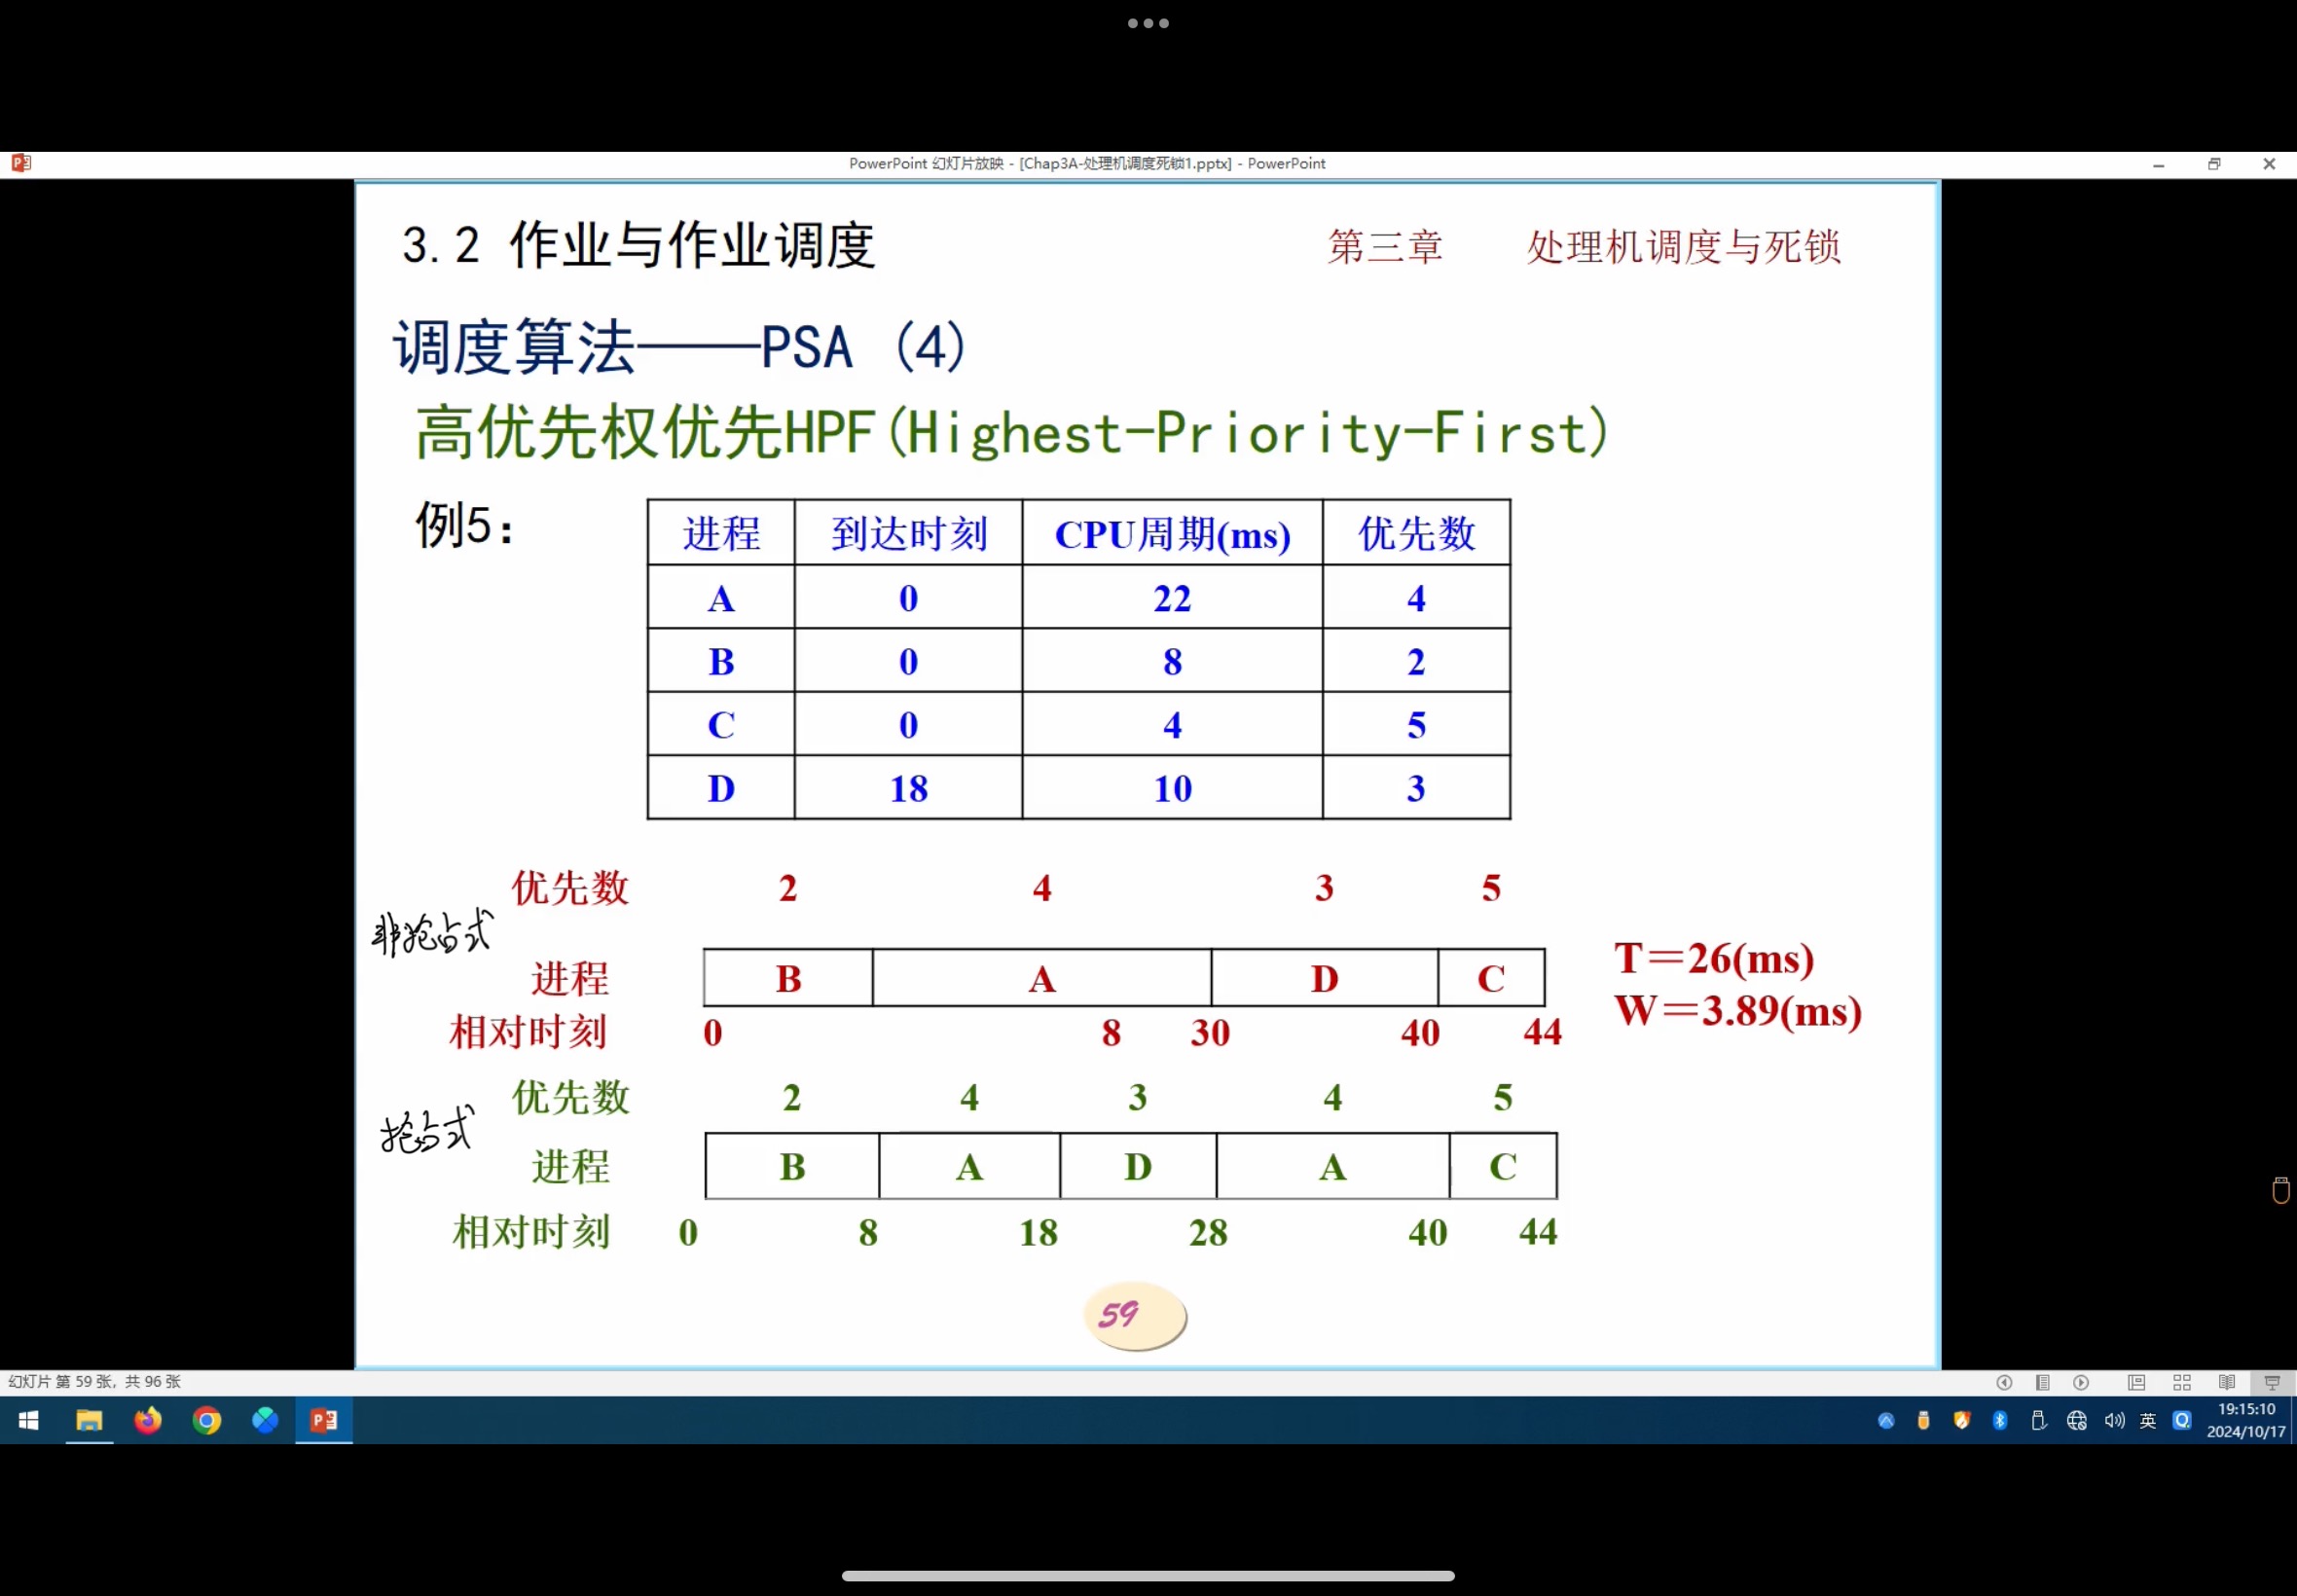 PowerPoint 幻灯片放映 - [Chap3A-处理机调度死锁1.pptx] - PowerPoint
3.2 作业与作业调度
第三章 处理机调度与死锁
调度算法——PSA (4)
高优先权优先HPF(Highest-Priority-First)
例5:
进程 到达时刻 CPU周期(ms) 优先数
A 0 22 4
B 0 8 2
C 0 4 5
D 18 10 3
优先数 2 4 3 5
非抢占式
进程 B A D C
相对时刻 0 8 30 40 44
T=26(ms)
W=3.89(ms)
优先数 2 4 3 4 5
抢占式
进程 B A D A C
相对时刻 0 8 18 28 40 44
59
幻灯片 第 59 张，共 96 张
英
19:15:10
2024/10/17